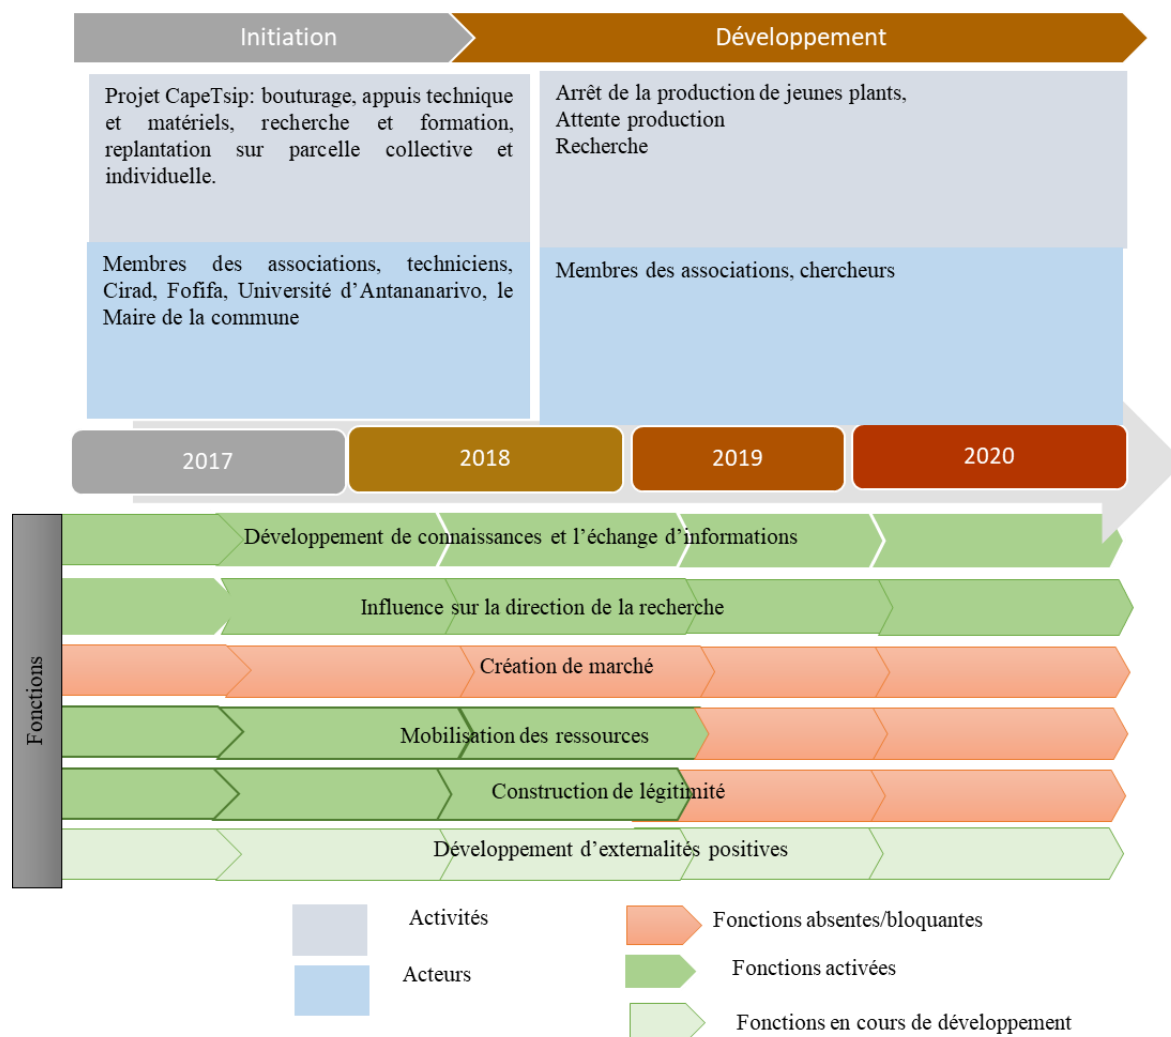 Initiation
Développement
Projet CapeTsip: bouturage, appuis technique
et matériels, recherche et formation,
replantation sur parcelle collective et
individuelle.
Arrêt de la production de jeunes plants,
Attente production
Recherche
Membres des associations, techniciens,
Cirad, Fofifa, Université d’Antananarivo, le
Maire de la commune
Membres des associations, chercheurs
2017
2018
2019
2020
Fonctions
Développement de connaissances et l’échange d’informations
Influence sur la direction de la recherche
Création de marché
Mobilisation des ressources
Construction de légitimité
Développement d’externalités positives
Activités
Acteurs
Fonctions absentes/bloquantes
Fonctions activées
Fonctions en cours de développement